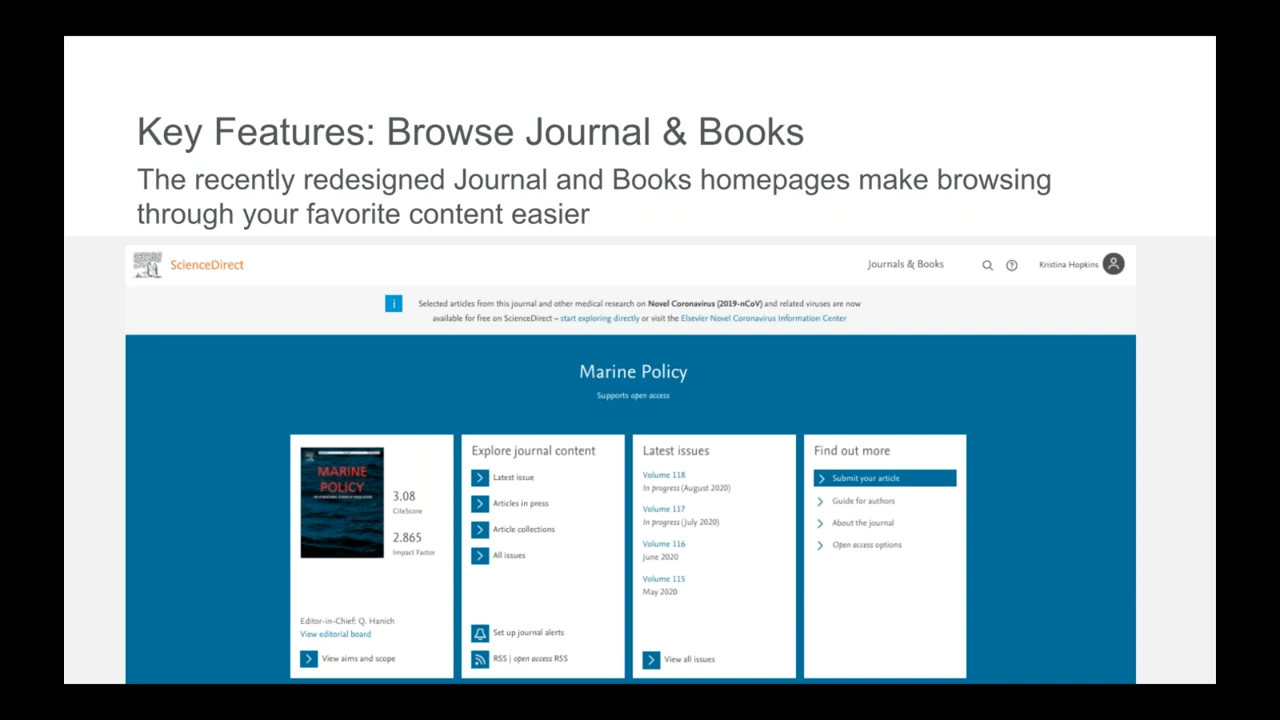 Key Features: Browse Journal & Books
The recently redesigned Journal and Books homepages make browsing
through your favorite content easier
ScienceDirect
Journals & Books
Kristina Hopkins
Selected articles from this journal and other medical research on Novel Coronavirus (2019-nCoV) and related viruses are now
available for free on ScienceDirect – start exploring directly or visit the Elsevier Novel Coronavirus Information Center
Marine Policy
Supports open access
MARINE
POLICY
3.08
CiteScore
2.865
Impact Factor
Editor-in-Chief: Q. Hanich
View editorial board
View aims and scope
Explore journal content
Latest issue
Articles in press
Article collections
All issues
Set up journal alerts
RSS | open access RSS
Latest issues
Volume 118
In progress (August 2020)
Volume 117
In progress (July 2020)
Volume 116
June 2020
Volume 115
May 2020
View all issues
Find out more
Submit your article
Guide for authors
About the journal
Open access options